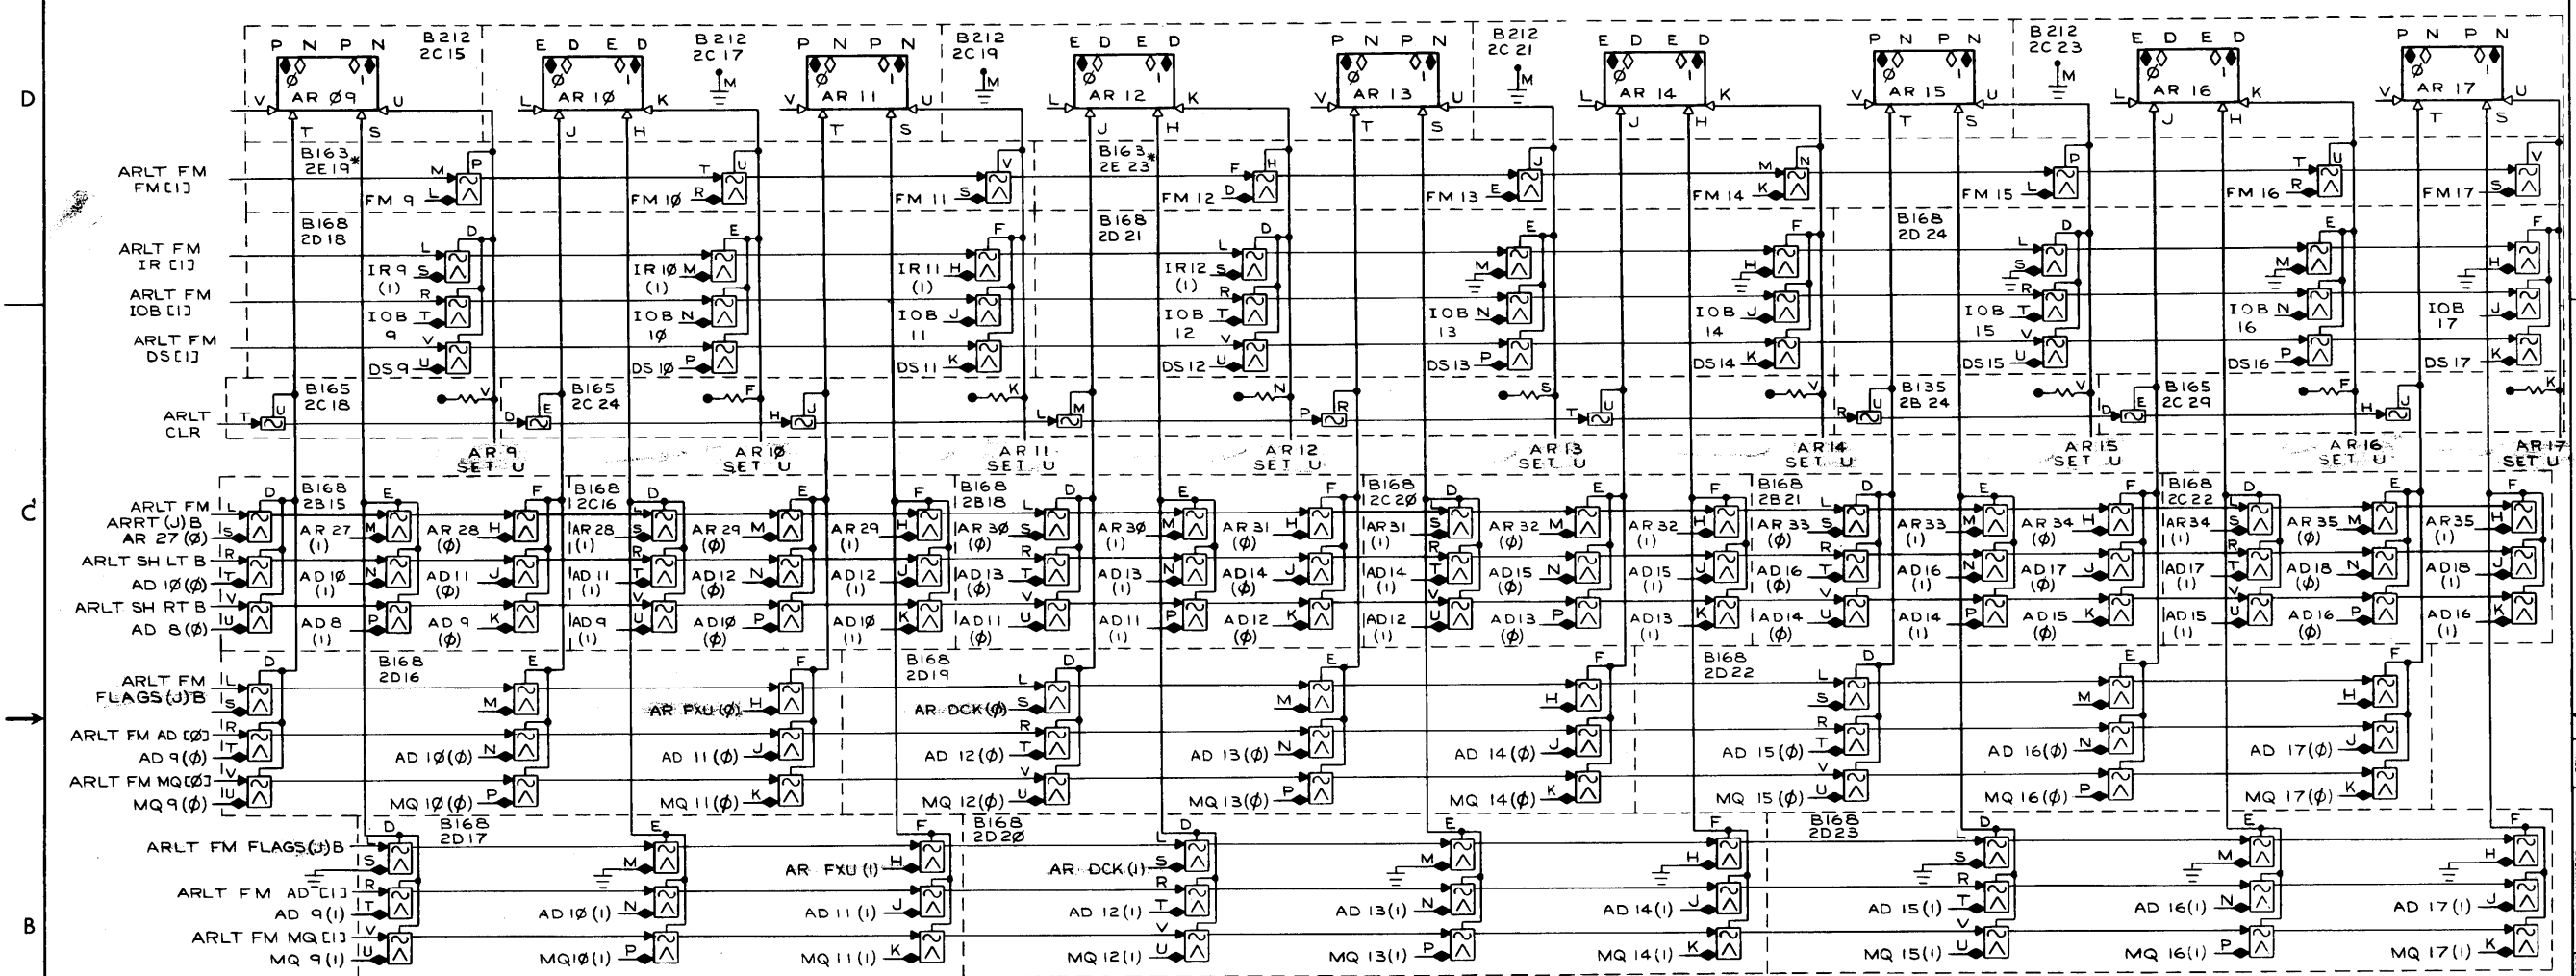 P N P N B212 E D E D B212 P N P N B212 E D E D P N P N B212 E D E D P N P N B212 E D E D P N P N
2C15 2C17 2C19 2C21 2C23
Ø 1 Ø 1 Ø 1 Ø 1 Ø 1 Ø 1 Ø 1 Ø 1 Ø 1
M M M M
D
V AR Ø9 U L AR 1Ø K V AR 11 U L AR 12 K V AR 13 U L AR 14 K V AR 15 U L AR 16 K V AR 17 U
T S J H T S J H T S J H T S J H T S
B163* B163*
2E19 2E23
ARLT FM
FM[1]
M P T U V F H J M N P T U V
FM 9 L FM 1Ø R FM 11 S FM 12 D FM 13 E FM 14 K FM 15 L FM 16 R FM 17 S
B168 B168 B168
2D18 2D21 2D24
D E F D E F D E F
ARLT FM
IR [1]
L L L
IR 9 S IR 1Ø M IR 11 H IR 12 S M H S M H
(1) (1) (1) (1)
ARLT FM
IOB [1]
R R R
IOB T IOB N IOB J IOB T IOB N IOB J IOB T IOB N IOB J
9 1Ø 11 12 13 14 15 16 17
ARLT FM
DS[1]
V V V
DS 9 U DS 1Ø P DS 11 K DS 12 U DS 13 P DS 14 K DS 15 U DS 16 P DS 17 K
B165 B165 B135 B165
2C18 2C24 2B 24 2C 29
V F K N S V V F K
ARLT
CLR
T U D E H J L M P R T U R U D E H J
AR 9 AR 1Ø AR 11 AR 12 AR 13 AR 14 AR 15 AR 16 AR 17
SET U SET U SET U SET U SET U SET U SET U SET U SET U
C
B168 B168 B168 B168 B168 B168
2B15 2C16 2B18 2C2Ø 2B21 2C22
D E F D E F D E F D E F D E F D E F
ARLT FM
ARRT (J) B
AR 27 (Ø)
L L L L L L
S AR 27 M AR 28 H AR 28 S AR 29 M AR 29 H AR 3Ø S AR 3Ø M AR 31 H AR 31 S AR 32 M AR 32 H AR 33 S AR 33 M AR 34 H AR 34 S AR 35 M AR 35 H
(1) (Ø) (1) (Ø) (1) (Ø) (1) (Ø) (1) (Ø) (1) (Ø) (1) (Ø) (1) (Ø) (1)
ARLT SH LT B
AD 1Ø (Ø)
R R R R R R
T AD 1Ø N AD 11 J AD 11 T AD 12 N AD 12 J AD 13 T AD 13 N AD 14 J AD 14 T AD 15 N AD 15 J AD 16 T AD 16 N AD 17 J AD 17 T AD 18 N AD 18 J
(1) (Ø) (1) (Ø) (1) (Ø) (1) (Ø) (1) (Ø) (1) (Ø) (1) (Ø) (1) (Ø) (1)
ARLT SH RT B
AD 8 (Ø)
V V V V V V
U AD 8 P AD 9 K AD 9 U AD 1Ø P AD 1Ø K AD 11 U AD 11 P AD 12 K AD 12 U AD 13 P AD 13 K AD 14 U AD 14 P AD 15 K AD 15 U AD 16 P AD 16 K
(1) (Ø) (1) (Ø) (1) (Ø) (1) (Ø) (1) (Ø) (1) (Ø) (1) (Ø) (1) (Ø) (1)
B168 B168 B168
2D16 2D19 2D22
D E F D E F D E F
ARLT FM
FLAGS (J) B
L L L
S M AR PXU (Ø) H AR DCK (Ø) S M H S M H
ARLT FM AD [Ø]
R R R
AD 9 (Ø) T AD 1Ø (Ø) N AD 11 (Ø) J AD 12 (Ø) T AD 13 (Ø) N AD 14 (Ø) J AD 15 (Ø) T AD 16 (Ø) N AD 17 (Ø) J
ARLT FM MQ [Ø]
V V V
MQ 9 (Ø) U MQ 1Ø (Ø) P MQ 11 (Ø) K MQ 12 (Ø) U MQ 13 (Ø) P MQ 14 (Ø) K MQ 15 (Ø) U MQ 16 (Ø) P MQ 17 (Ø) K
B168 B168 B168
2D17 2D2Ø 2D23
D E F D E F D E F
ARLT FM FLAGS (J) B
L L L
S M AR FXU (1) H AR DCK (1) S M H S M H
B
ARLT FM AD [1]
R R R
AD 9 (1) T AD 1Ø (1) N AD 11 (1) J AD 12 (1) T AD 13 (1) N AD 14 (1) J AD 15 (1) T AD 16 (1) N AD 17 (1) J
ARLT FM MQ [1]
V V V
MQ 9 (1) U MQ 1Ø (1) P MQ 11 (1) K MQ 12 (1) U MQ 13 (1) P MQ 14 (1) K MQ 15 (1) U MQ 16 (1) P MQ 17 (1) K